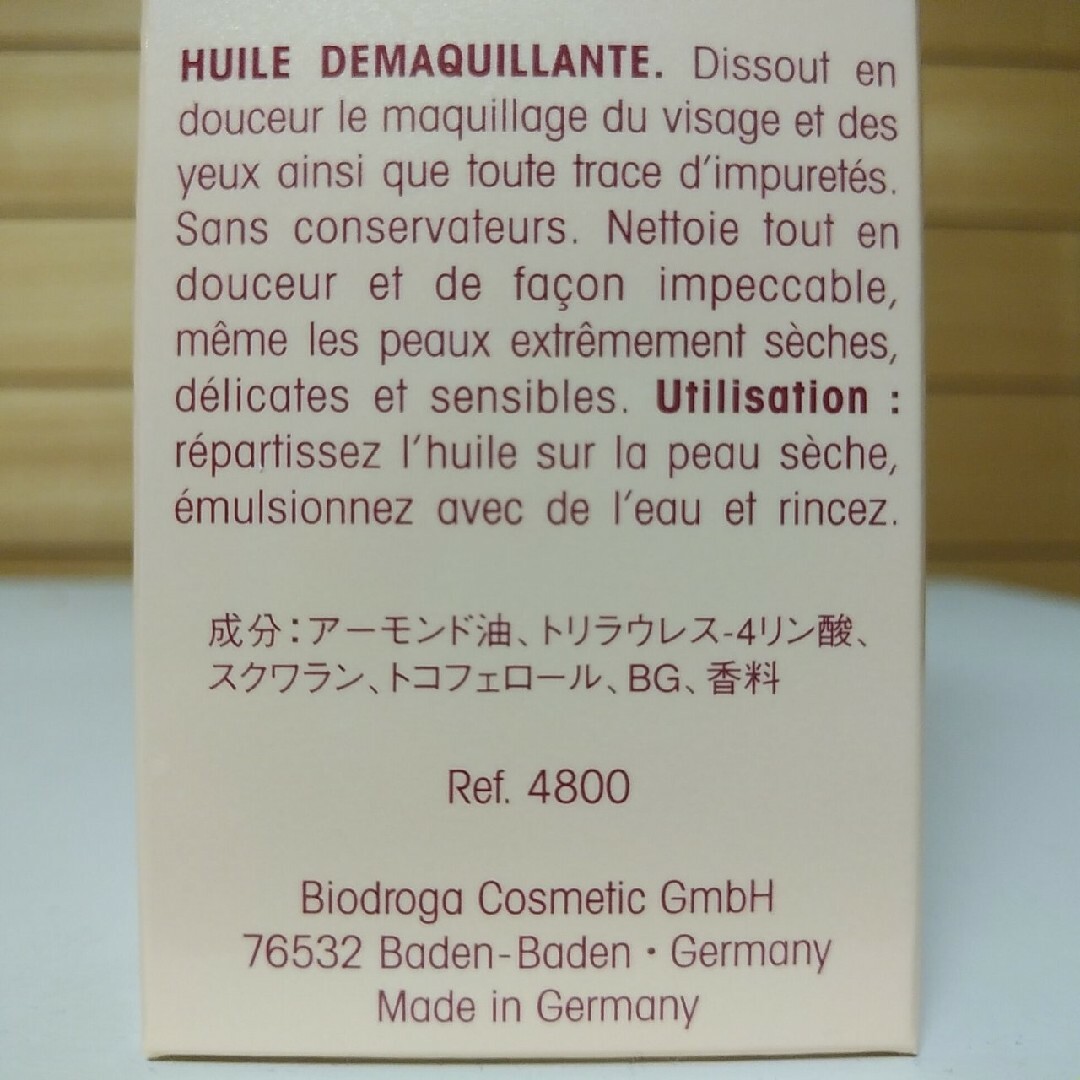 HUILE DEMAQUILLANTE. Dissout en
douceur le maquillage du visage et des
yeux ainsi que toute trace d'impuretés.
Sans conservateurs. Nettoie tout en
douceur et de façon impeccable,
même les peaux extrêmement sèches,
délicates et sensibles. Utilisation :
répartissez l'huile sur la peau sèche,
émulsionnez avec de l'eau et rincez.
成分：アーモンド油、トリラウレス-4リン酸、
スクワラン、トコフェロール、BG、香料
Ref. 4800
Biodroga Cosmetic GmbH
76532 Baden-Baden · Germany
Made in Germany